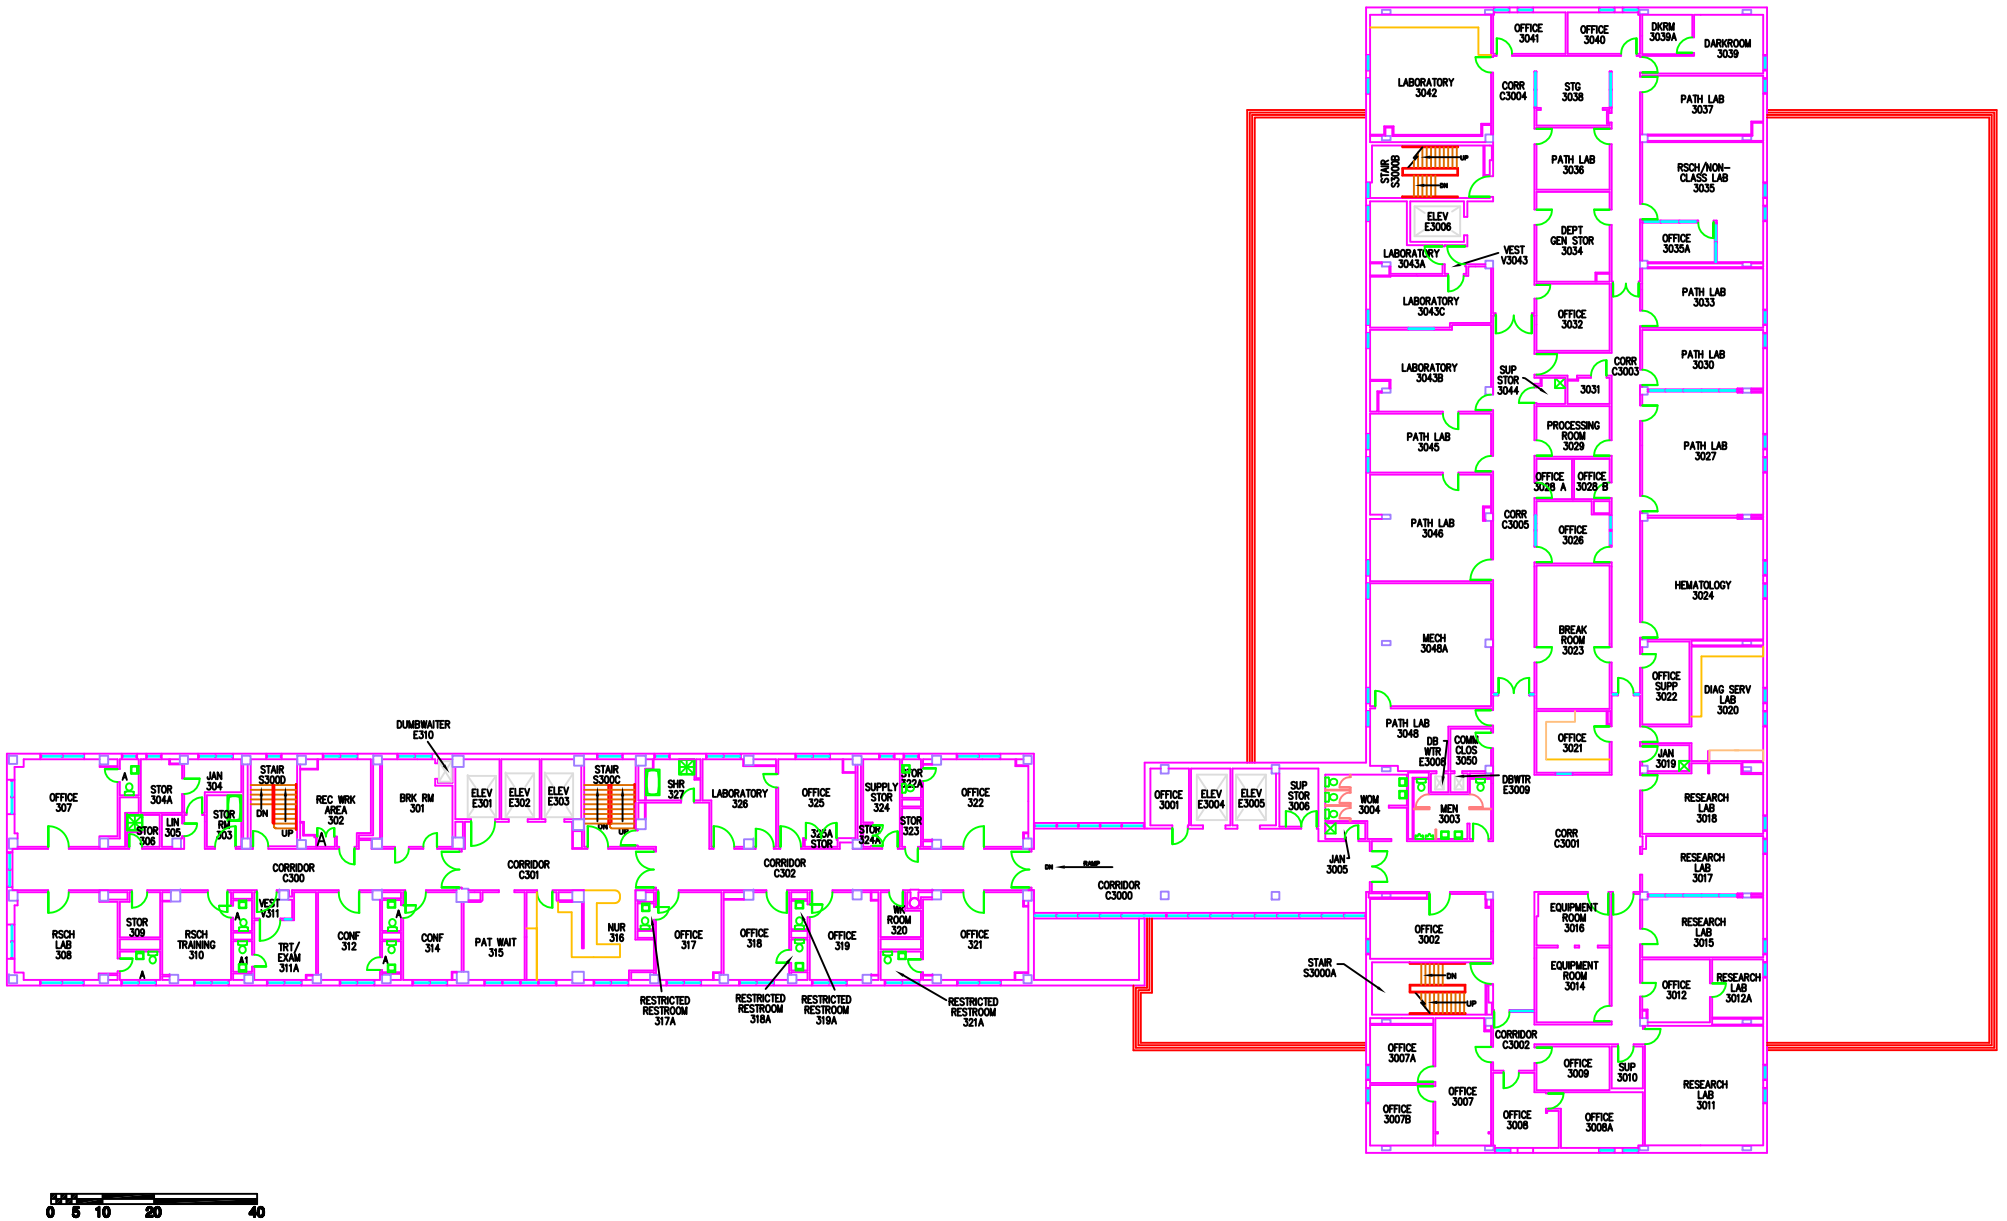 OFFICE
3041
OFFICE
3040
DKRM
3039A
DARKROOM
3039
LABORATORY
3042
CORR
C3004
STG
3038
PATH LAB
3037
STAIR
S3000B
UP
DN
PATH LAB
3036
RSCH/NON-
CLASS LAB
3035
ELEV
E3006
DEPT
GEN STOR
3034
OFFICE
3035A
LABORATORY
3043A
VEST
V3043
LABORATORY
3043C
OFFICE
3032
PATH LAB
3033
LABORATORY
3043B
SUP
STOR
3044
3031
CORR
C3003
PATH LAB
3030
PATH LAB
3045
PROCESSING
ROOM
3029
PATH LAB
3027
OFFICE
3028 A
OFFICE
3028 B
PATH LAB
3046
CORR
C3005
OFFICE
3026
HEMATOLOGY
3024
MECH
3048A
BREAK
ROOM
3023
OFFICE
SUPP
3022
DIAG SERV
LAB
3020
PATH LAB
3048
DB
WTR
E3008
COMM
CLOS
3050
OFFICE
3021
JAN
3019
DBWTR
E3009
DUMBWAITER
E310
OFFICE
307
A
STOR
304A
JAN
304
STAIR
S300D
DN
UP
REC WRK
AREA
302
A
BRK RM
301
ELEV
E301
ELEV
E302
ELEV
E303
STAIR
S300C
DN
UP
SHR
327
LABORATORY
326
OFFICE
325
SUPPLY
STOR
324
STOR
322A
OFFICE
322
STOR
306
LIN
305
STOR
RM
303
325A
STOR
STOR
324A
STOR
323
OFFICE
3001
ELEV
E3004
ELEV
E3005
SUP
STOR
3006
WOM
3004
MEN
3003
RESEARCH
LAB
3018
CORRIDOR
C300
CORRIDOR
C301
CORRIDOR
C302
DN
RAMP
CORRIDOR
C3000
JAN
3005
CORR
C3001
RESEARCH
LAB
3017
RSCH
LAB
308
STOR
309
A
RSCH
TRAINING
310
A
A1
VEST
V311
TRT/
EXAM
311A
CONF
312
A
A
CONF
314
PAT WAIT
315
NUR
316
OFFICE
317
OFFICE
318
OFFICE
319
WK
ROOM
320
OFFICE
321
RESTRICTED
RESTROOM
317A
RESTRICTED
RESTROOM
318A
RESTRICTED
RESTROOM
319A
RESTRICTED
RESTROOM
321A
OFFICE
3002
EQUIPMENT
ROOM
3016
RESEARCH
LAB
3015
STAIR
S3000A
DN
UP
EQUIPMENT
ROOM
3014
OFFICE
3012
RESEARCH
LAB
3012A
OFFICE
3007A
CORRIDOR
C3002
OFFICE
3009
SUP
3010
OFFICE
3007
OFFICE
3007B
OFFICE
3008
OFFICE
3008A
RESEARCH
LAB
3011
0 5 10 20 40